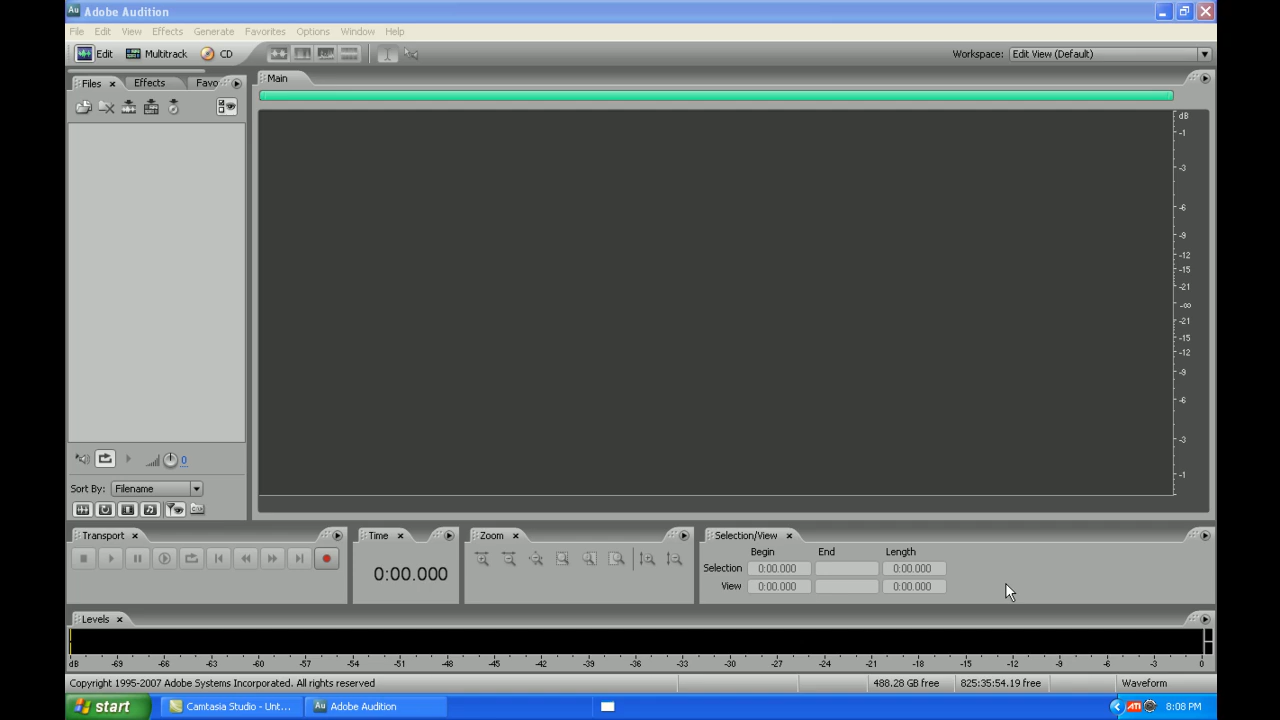 Au Adobe Audition
File Edit View Effects Generate Favorites Options Window Help
Edit Multitrack CD Workspace: Edit View (Default)
Files Effects Favo Main
dB
-1
-3
-6
-9
-12
-15
-21
-∞
-21
-15
-12
-9
-6
-3
-1
0
Sort By: Filename
Transport Time Zoom Selection/View
Begin End Length
0:00.000
Selection 0:00.000 0:00.000
View 0:00.000 0:00.000
Levels
dB -69 -66 -63 -60 -57 -54 -51 -48 -45 -42 -39 -36 -33 -30 -27 -24 -21 -18 -15 -12 -9 -6 -3 0
Copyright 1995-2007 Adobe Systems Incorporated. All rights reserved 488.28 GB free 825:35:54.19 free Waveform
start Camtasia Studio - Unt... Au Adobe Audition ATI 8:08 PM